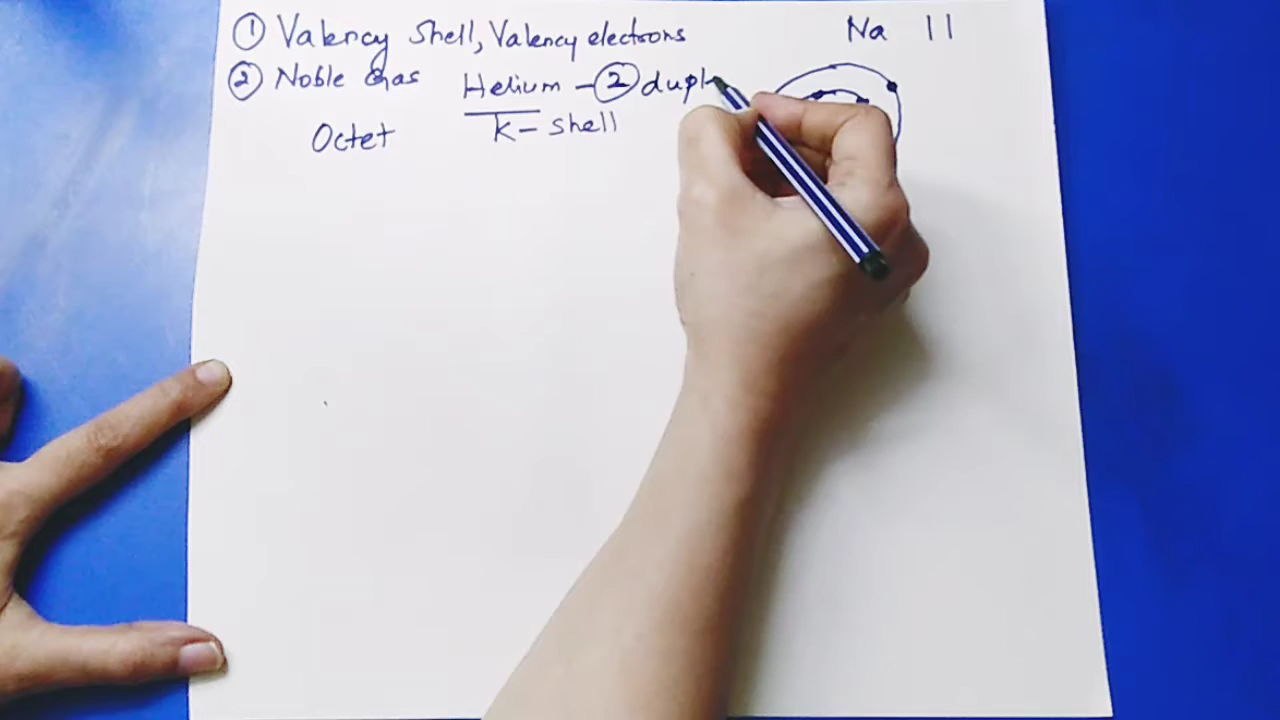 ① Valency Shell, Valency electrons
Na 11
② Noble Gas Helium - ② dupl
Octet K - Shell